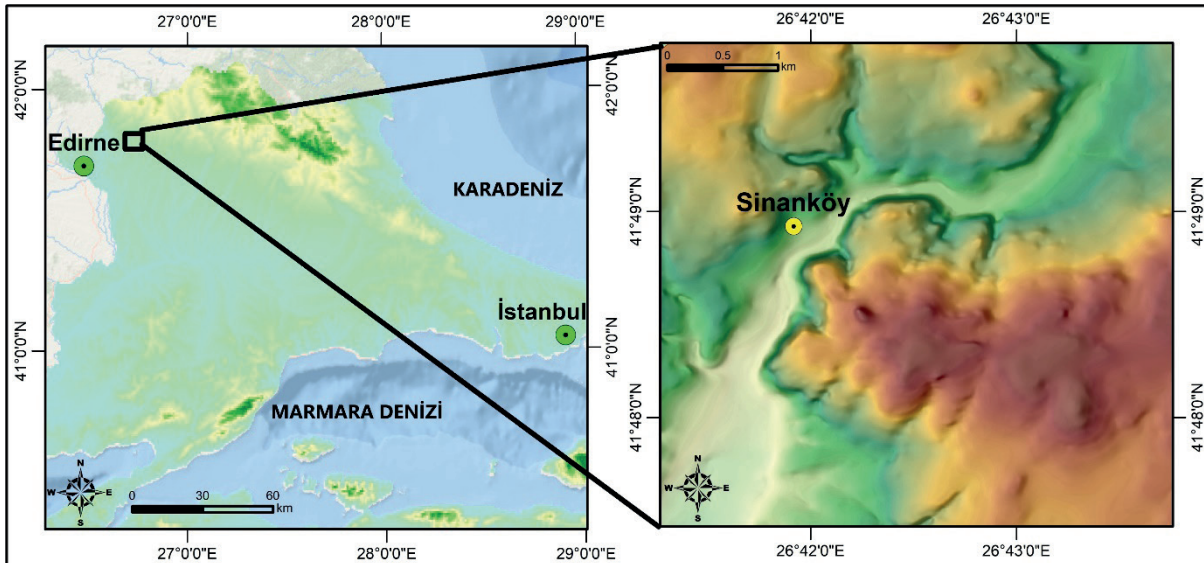 27°0'0"E 28°0'0"E 29°0'0"E
42°0'0"N
42°0'0"N
Edirne
KARADENİZ
İstanbul
41°0'0"N
41°0'0"N
MARMARA DENİZİ
N
W E
S
0 30 60
km
27°0'0"E 28°0'0"E 29°0'0"E
26°42'0"E 26°43'0"E
0 0.5 1
km
Sinanköy
41°49'0"N
41°49'0"N
41°48'0"N
41°48'0"N
N
W E
S
26°42'0"E 26°43'0"E